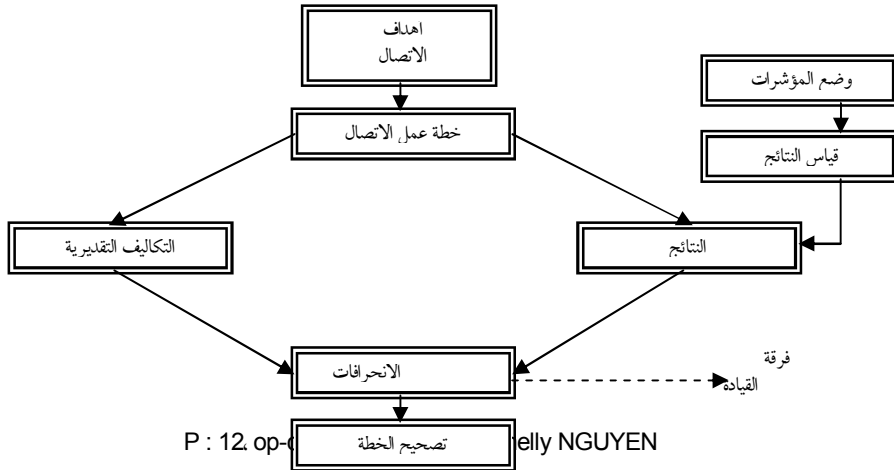 اهداف
الاتصال
وضع المؤشرات
خطة عمل الاتصال
قياس النتائج
التكاليف التقديرية
النتائج
الانحرافات
فرقة
القيادة
تصحيح الخطة
P : 12. op- elly NGUYEN